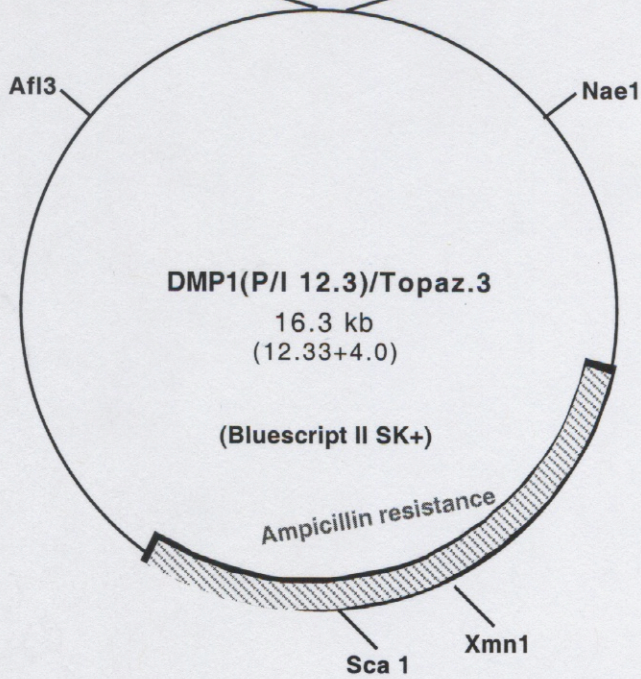 Afl3
Nae1
DMP1(P/I 12.3)/Topaz.3
16.3 kb
(12.33+4.0)
(Bluescript II SK+)
Ampicillin resistance
Xmn1
Sca 1